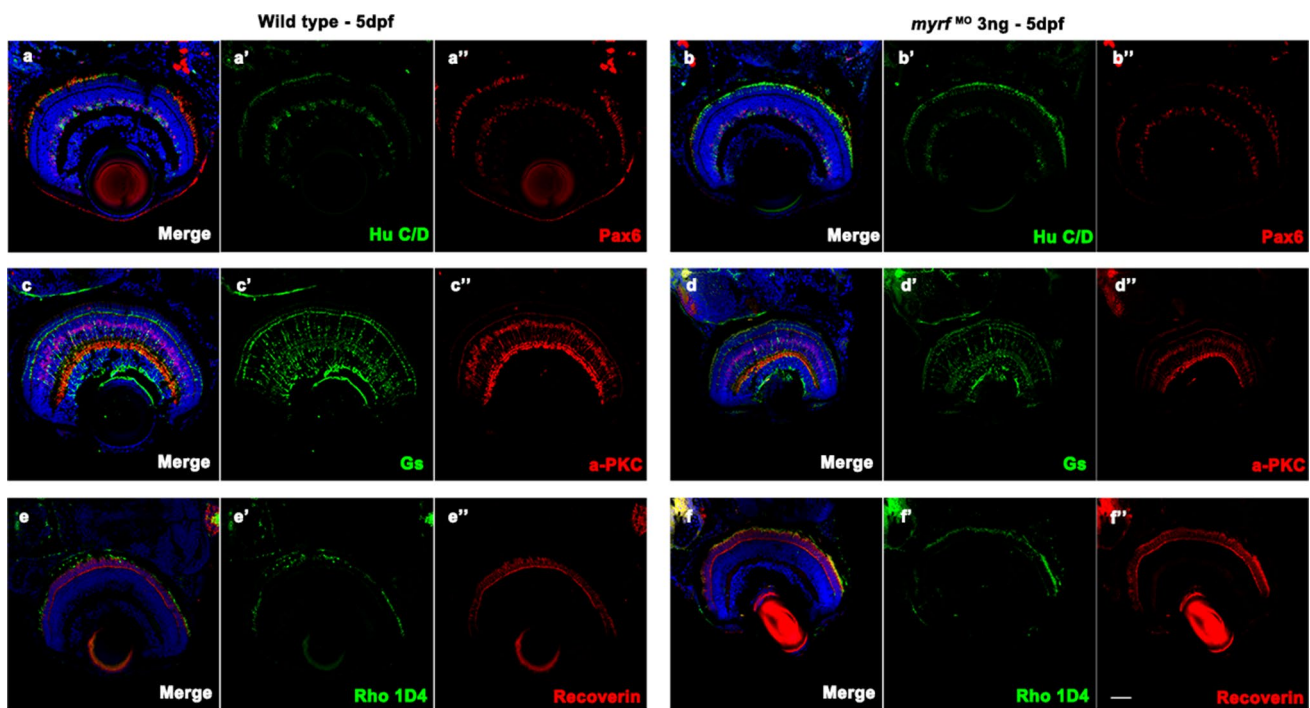 Wild type - 5dpf
myrf MO 3ng - 5dpf
a a' a'' b b' b''
Merge Hu C/D Pax6 Merge Hu C/D Pax6
c c' c'' d d' d''
Merge Gs a-PKC Merge Gs a-PKC
e e' e'' f f' f''
Merge Rho 1D4 Recoverin Merge Rho 1D4 Recoverin